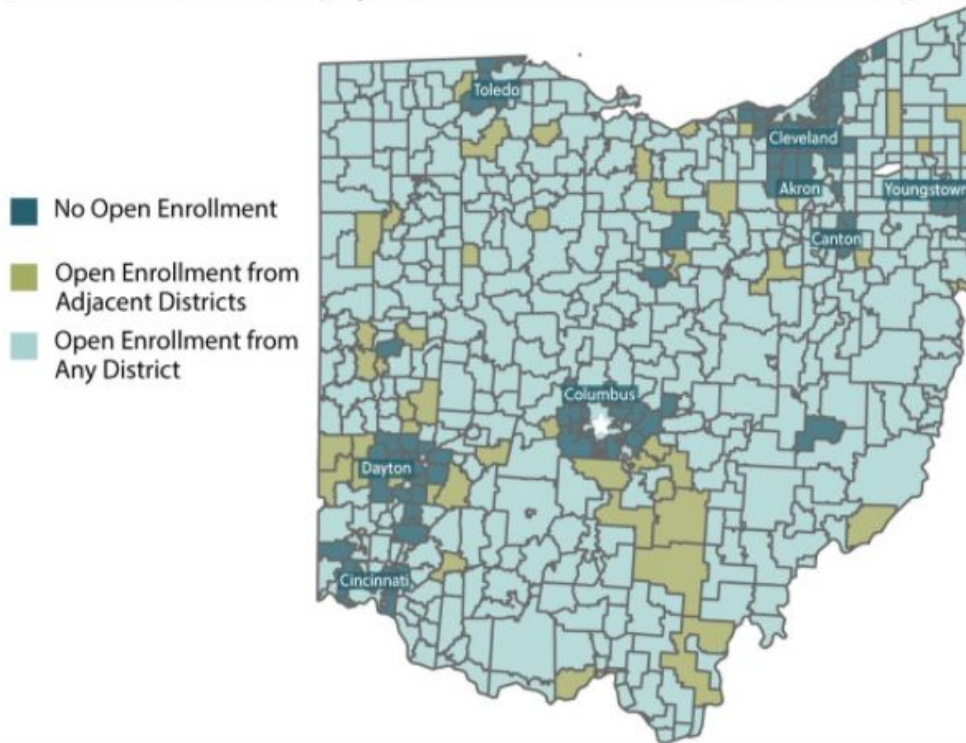 Toledo
Cleveland
Akron
Youngstown
Canton
No Open Enrollment
Open Enrollment from
Adjacent Districts
Open Enrollment from
Any District
Columbus
Dayton
Cincinnati